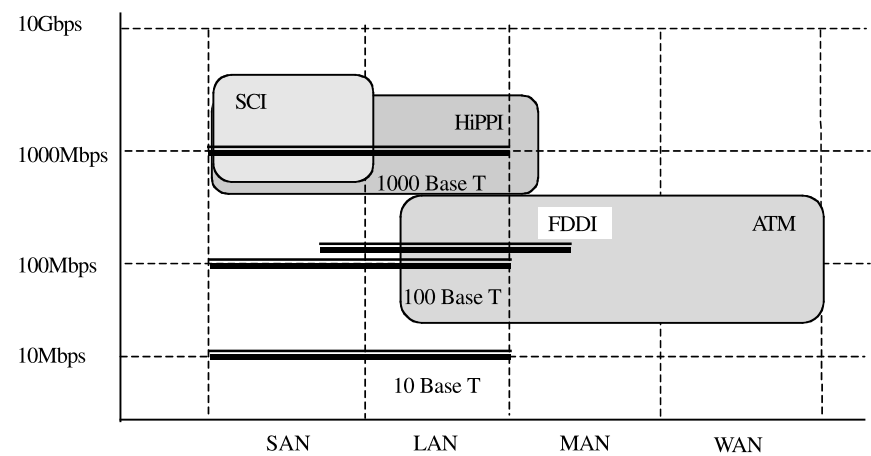 10Gbps
SCI
HiPPI
1000Mbps
1000 Base T
FDDI
ATM
100Mbps
100 Base T
10Mbps
10 Base T
SAN LAN MAN WAN